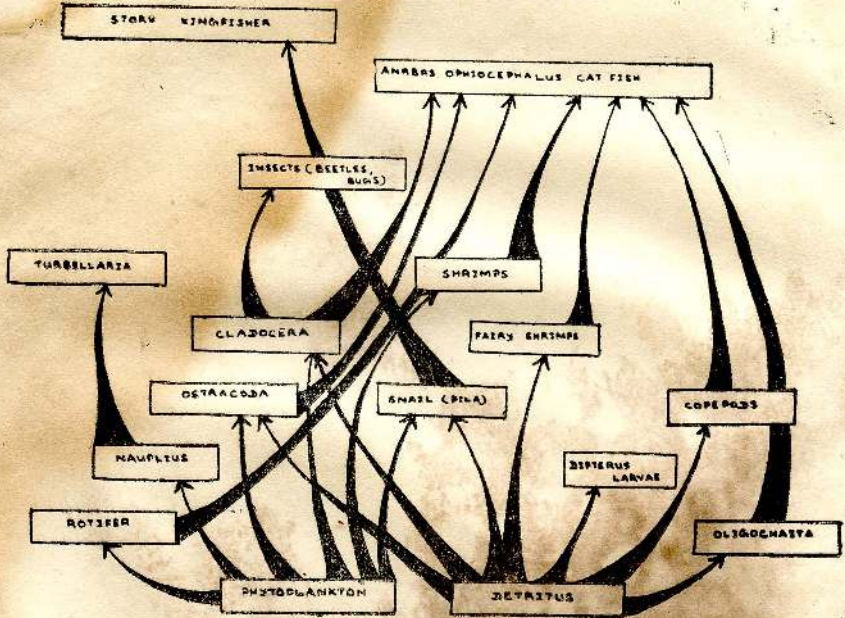 STORK KINGFISHER
ANABAS OPHIOCEPHALUS CAT FISH
INSECTS (BEETLES,
BUGS)
TURBELLARIA
SHRIMPS
CLADOCERA
FAIRY SHRIMPS
OSTRACODA
SNAIL (PILA)
COPEPODS
NAUPLIUS
DIPTERUS
LARVAE
ROTIFER
OLIGOCHAITA
PHYTOPLANKTON
DETRITUS